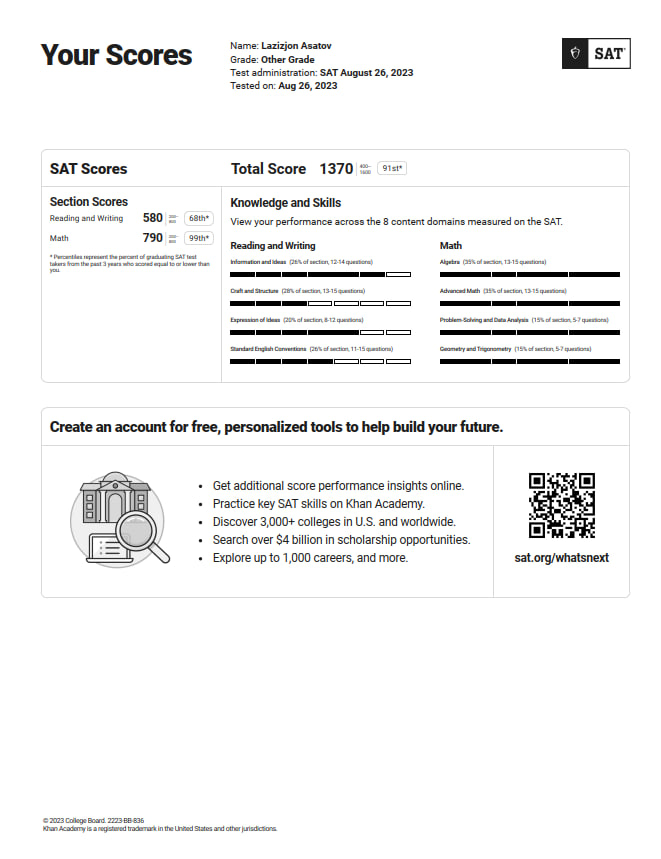 Your Scores
Name: Lazizjon Asatov
Grade: Other Grade
Test administration: SAT August 26, 2023
Tested on: Aug 26, 2023
SAT
SAT Scores
Total Score 1370 400–1600 91st*
Section Scores
Reading and Writing 580 200–800 68th*
Math 790 200–800 99th*
* Percentiles represent the percent of graduating SAT test
takers from the past 3 years who scored equal to or lower than
you.
Knowledge and Skills
View your performance across the 8 content domains measured on the SAT.
Reading and Writing
Information and Ideas (26% of section, 12-14 questions)
Craft and Structure (28% of section, 13-15 questions)
Expression of Ideas (20% of section, 8-12 questions)
Standard English Conventions (26% of section, 11-15 questions)
Math
Algebra (35% of section, 13-15 questions)
Advanced Math (35% of section, 13-15 questions)
Problem-Solving and Data Analysis (15% of section, 5-7 questions)
Geometry and Trigonometry (15% of section, 5-7 questions)
Create an account for free, personalized tools to help build your future.
• Get additional score performance insights online.
• Practice key SAT skills on Khan Academy.
• Discover 3,000+ colleges in U.S. and worldwide.
• Search over $4 billion in scholarship opportunities.
• Explore up to 1,000 careers, and more.
sat.org/whatsnext
© 2023 College Board. 2223-BB-836
Khan Academy is a registered trademark in the United States and other jurisdictions.